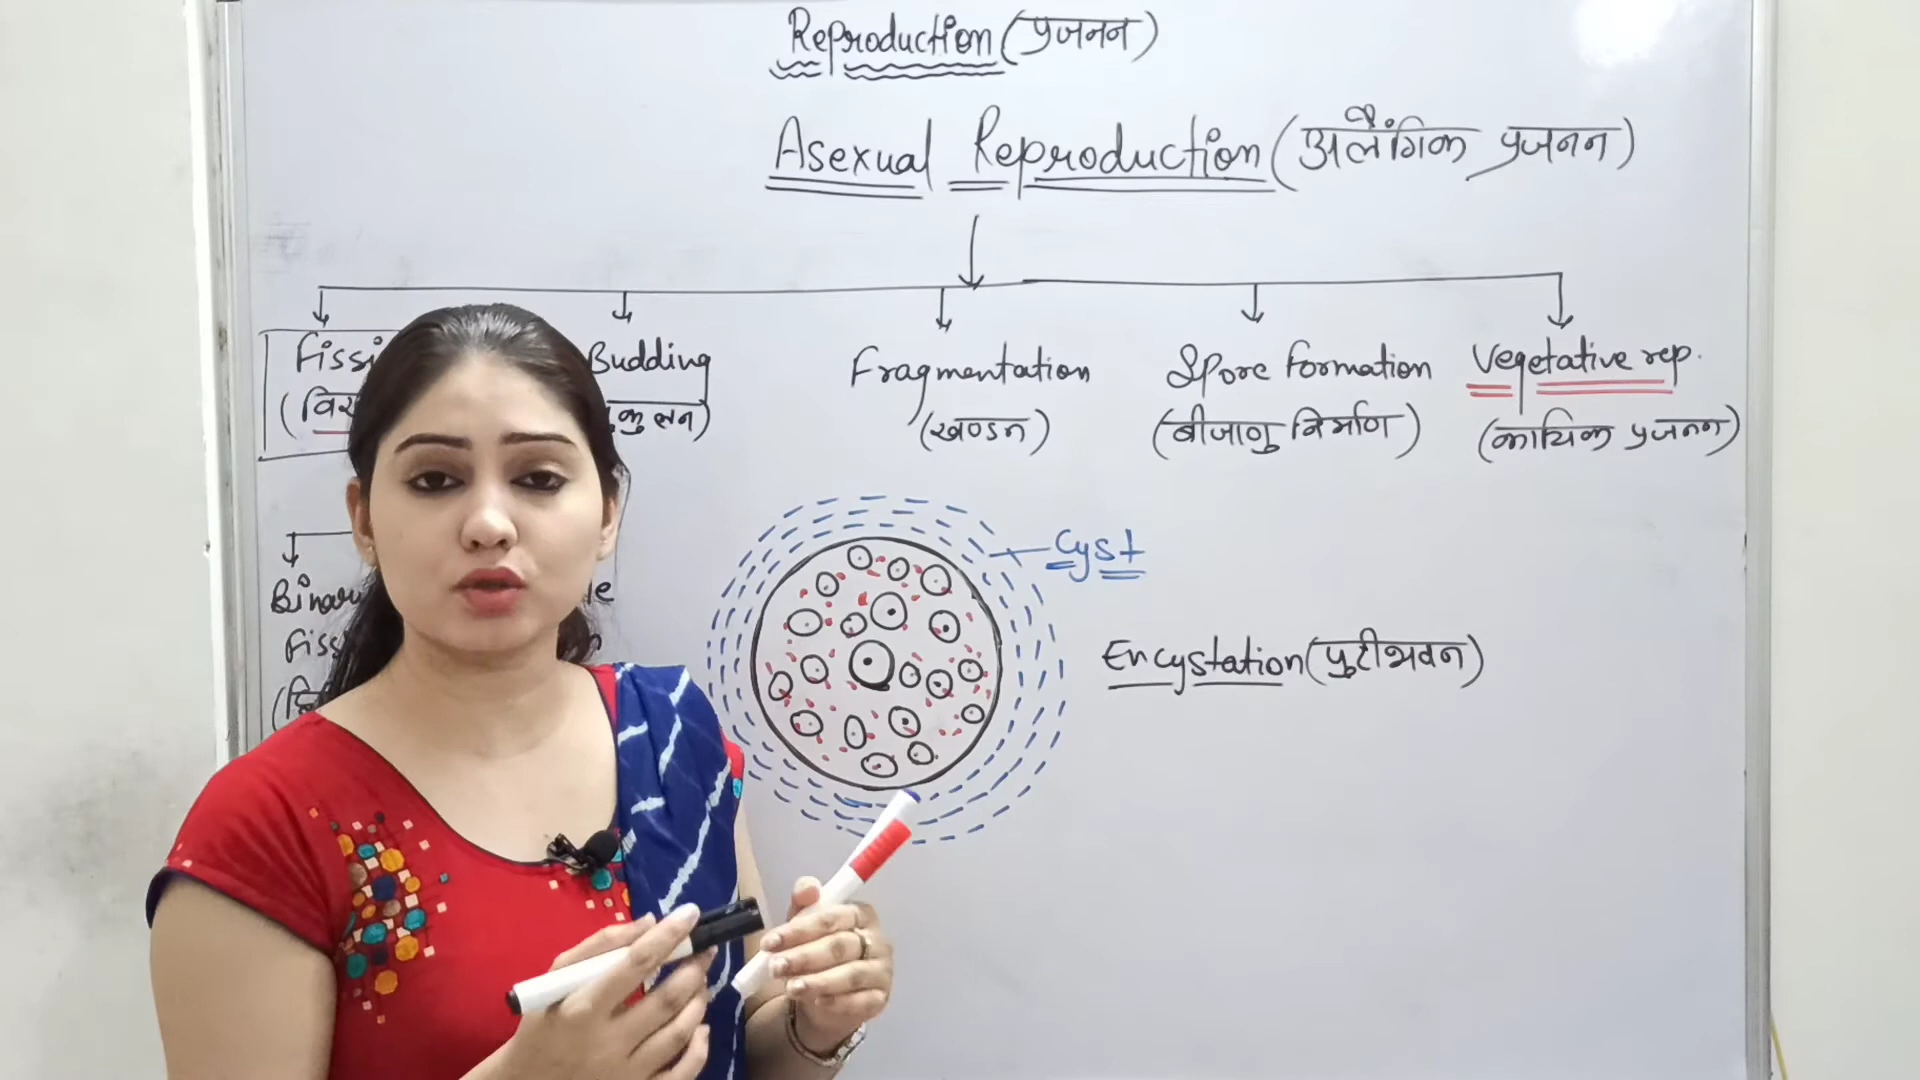 Reproduction (प्रजनन)
Asexual Reproduction (अलैंगिक प्रजनन)
Budding Fragmentation Spore formation Vegetative rep.
(खण्डन) (बीजाणु निर्माण) (कायिक प्रजनन)
Cyst
Encystation (पुटीभवन)